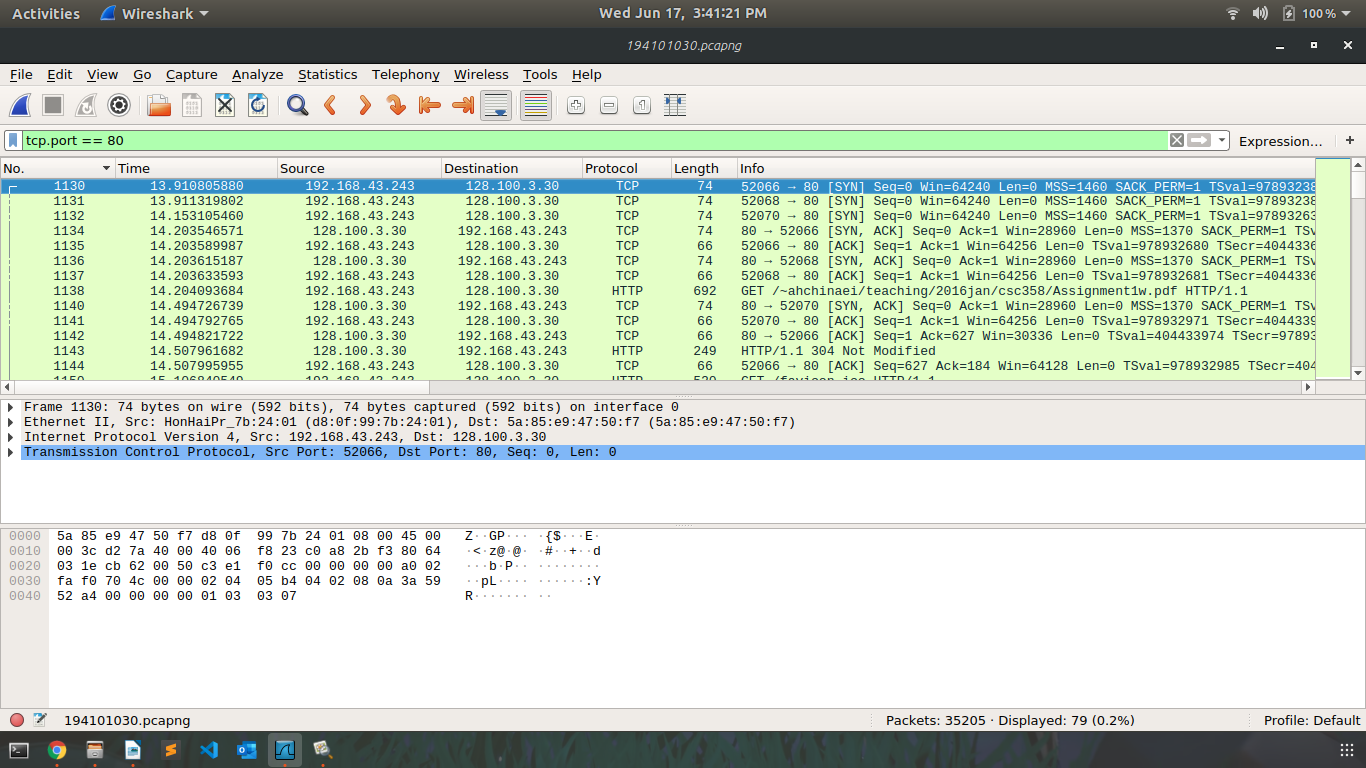 Activities Wireshark Wed Jun 17, 3:41:21 PM 100 %
194101030.pcapng
File Edit View Go Capture Analyze Statistics Telephony Wireless Tools Help
tcp.port == 80 Expression… +
No. Time Source Destination Protocol Length Info
1130 13.910805880 192.168.43.243 128.100.3.30 TCP 74 52066 → 80 [SYN] Seq=0 Win=64240 Len=0 MSS=1460 SACK_PERM=1 TSval=97893238
1131 13.911319802 192.168.43.243 128.100.3.30 TCP 74 52068 → 80 [SYN] Seq=0 Win=64240 Len=0 MSS=1460 SACK_PERM=1 TSval=97893238
1132 14.153105460 192.168.43.243 128.100.3.30 TCP 74 52070 → 80 [SYN] Seq=0 Win=64240 Len=0 MSS=1460 SACK_PERM=1 TSval=97893263
1134 14.203546571 128.100.3.30 192.168.43.243 TCP 74 80 → 52066 [SYN, ACK] Seq=0 Ack=1 Win=28960 Len=0 MSS=1370 SACK_PERM=1 TSv
1135 14.203589987 192.168.43.243 128.100.3.30 TCP 66 52066 → 80 [ACK] Seq=1 Ack=1 Win=64256 Len=0 TSval=978932680 TSecr=4044336
1136 14.203615187 128.100.3.30 192.168.43.243 TCP 74 80 → 52068 [SYN, ACK] Seq=0 Ack=1 Win=28960 Len=0 MSS=1370 SACK_PERM=1 TSv
1137 14.203633593 192.168.43.243 128.100.3.30 TCP 66 52068 → 80 [ACK] Seq=1 Ack=1 Win=64256 Len=0 TSval=978932681 TSecr=4044336
1138 14.204093684 192.168.43.243 128.100.3.30 HTTP 692 GET /~ahchinaei/teaching/2016jan/csc358/Assignment1w.pdf HTTP/1.1
1140 14.494726739 128.100.3.30 192.168.43.243 TCP 74 80 → 52070 [SYN, ACK] Seq=0 Ack=1 Win=28960 Len=0 MSS=1370 SACK_PERM=1 TSv
1141 14.494792765 192.168.43.243 128.100.3.30 TCP 66 52070 → 80 [ACK] Seq=1 Ack=1 Win=64256 Len=0 TSval=978932971 TSecr=4044339
1142 14.494821722 128.100.3.30 192.168.43.243 TCP 66 80 → 52066 [ACK] Seq=1 Ack=627 Win=30336 Len=0 TSval=404433974 TSecr=97893
1143 14.507961682 128.100.3.30 192.168.43.243 HTTP 249 HTTP/1.1 304 Not Modified
1144 14.507995955 192.168.43.243 128.100.3.30 TCP 66 52066 → 80 [ACK] Seq=627 Ack=184 Win=64128 Len=0 TSval=978932985 TSecr=404
192.168.43.243 128.100.3.30 HTTP GET /favicon.ico HTTP/1.1
Frame 1130: 74 bytes on wire (592 bits), 74 bytes captured (592 bits) on interface 0
Ethernet II, Src: HonHaiPr_7b:24:01 (d8:0f:99:7b:24:01), Dst: 5a:85:e9:47:50:f7 (5a:85:e9:47:50:f7)
Internet Protocol Version 4, Src: 192.168.43.243, Dst: 128.100.3.30
Transmission Control Protocol, Src Port: 52066, Dst Port: 80, Seq: 0, Len: 0
0000 5a 85 e9 47 50 f7 d8 0f 99 7b 24 01 08 00 45 00 Z··GP··· ·{$···E·
0010 00 3c d2 7a 40 00 40 06 f8 23 c0 a8 2b f3 80 64 ·<·z@·@· ·#··+··d
0020 03 1e cb 62 00 50 c3 e1 f0 cc 00 00 00 00 a0 02 ···b·P·· ········
0030 fa f0 70 4c 00 00 02 04 05 b4 04 02 08 0a 3a 59 ··pL···· ······:Y
0040 52 a4 00 00 00 00 01 03 03 07 R······· ··
194101030.pcapng Packets: 35205 · Displayed: 79 (0.2%) Profile: Default